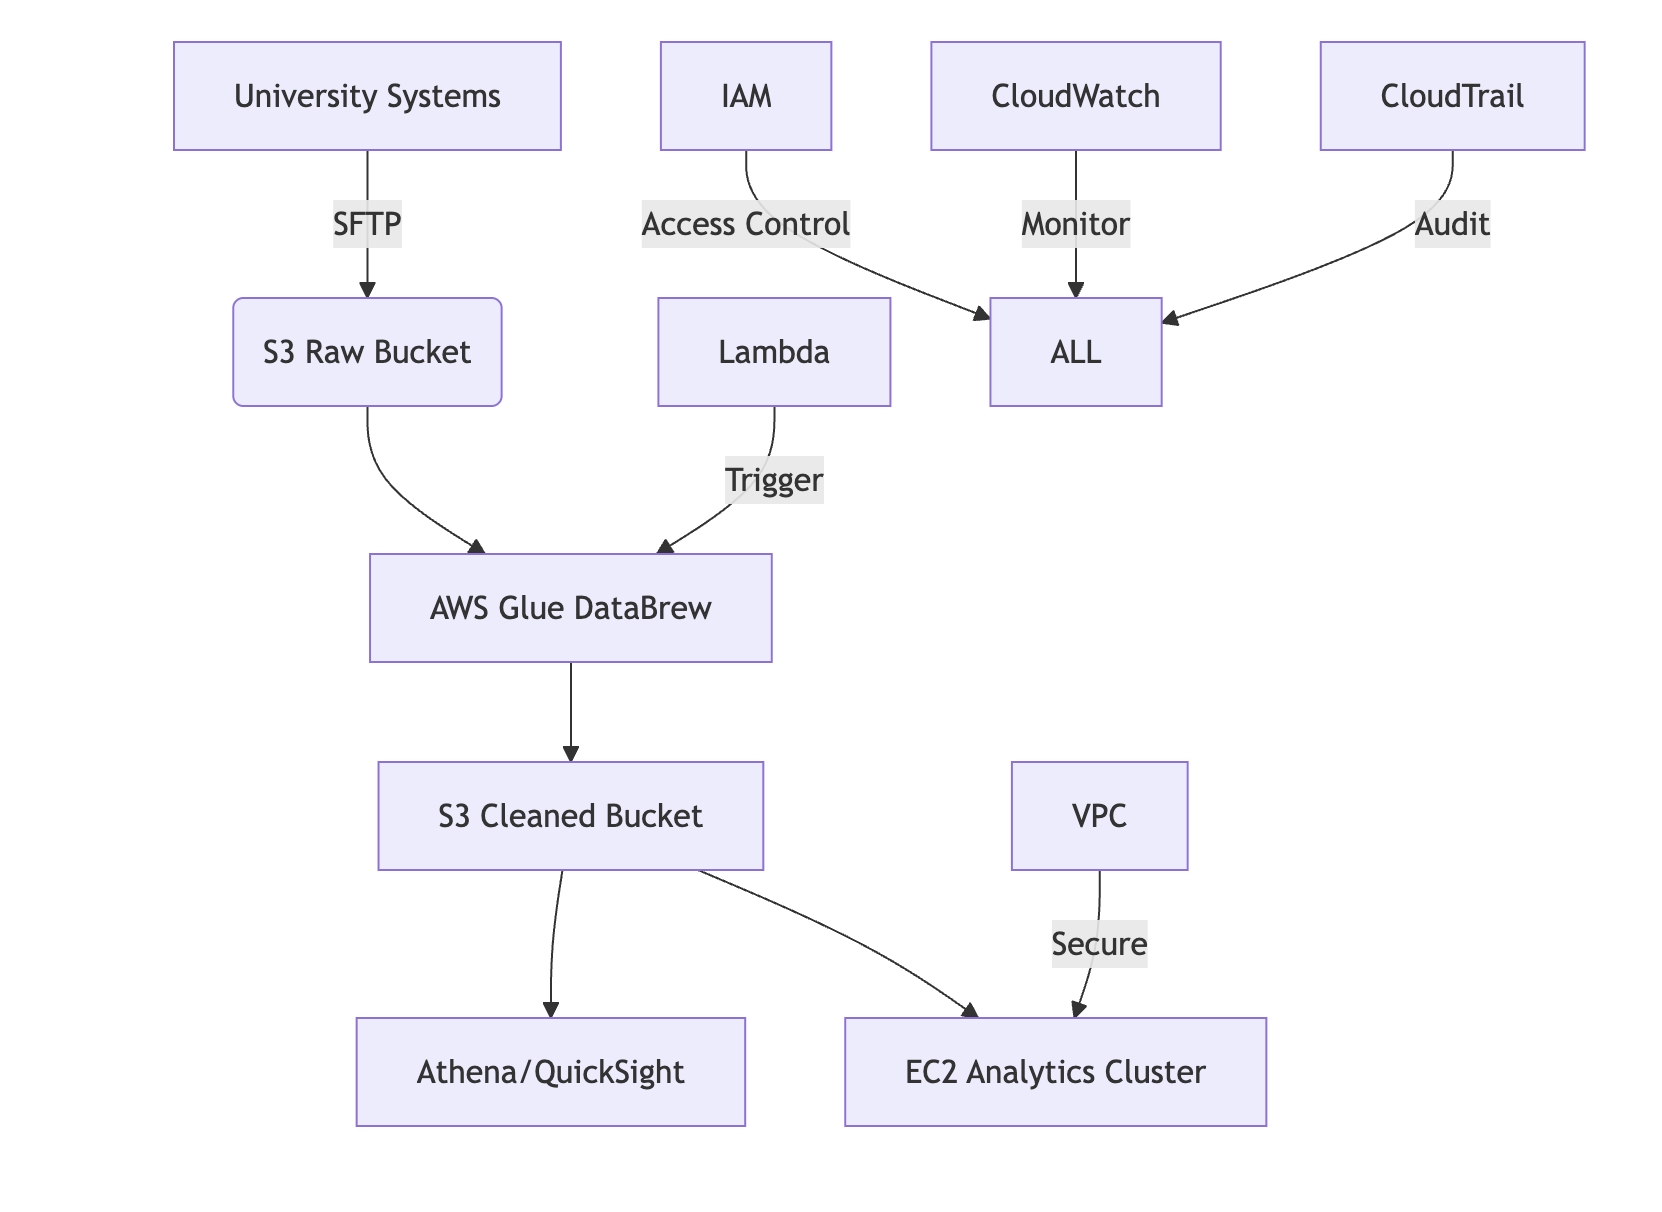 University Systems
IAM
CloudWatch
CloudTrail
SFTP
Access Control
Monitor
Audit
S3 Raw Bucket
Lambda
ALL
Trigger
AWS Glue DataBrew
S3 Cleaned Bucket
VPC
Secure
Athena/QuickSight
EC2 Analytics Cluster